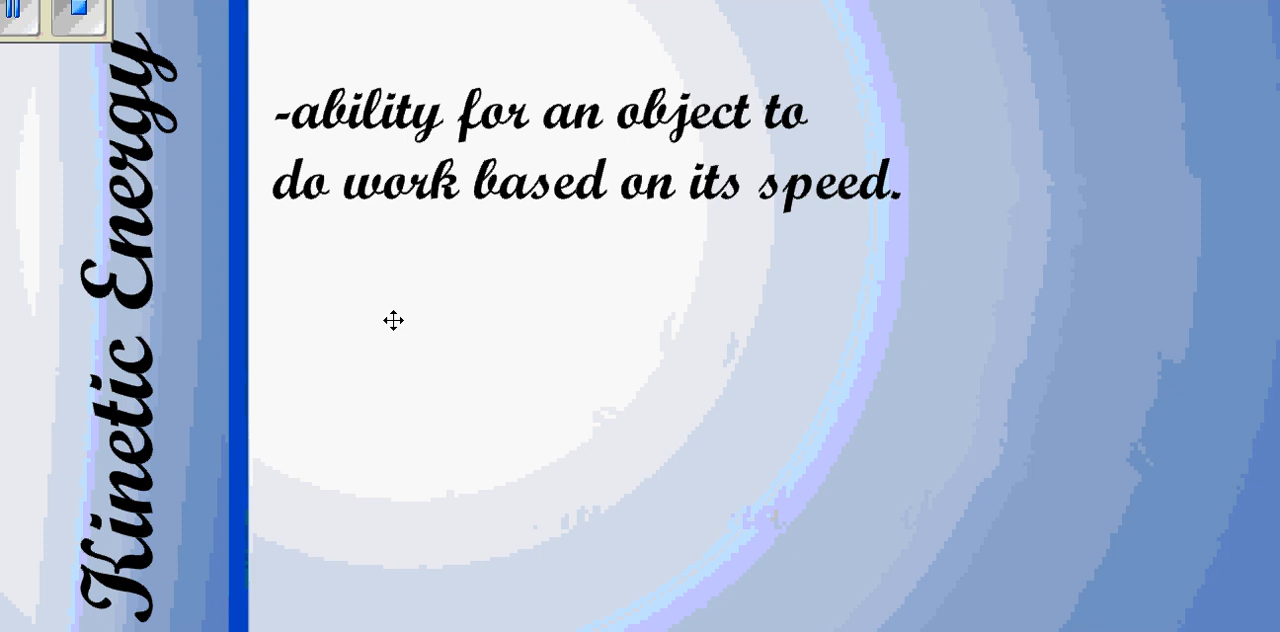 Kinetic Energy
-ability for an object to
do work based on its speed.